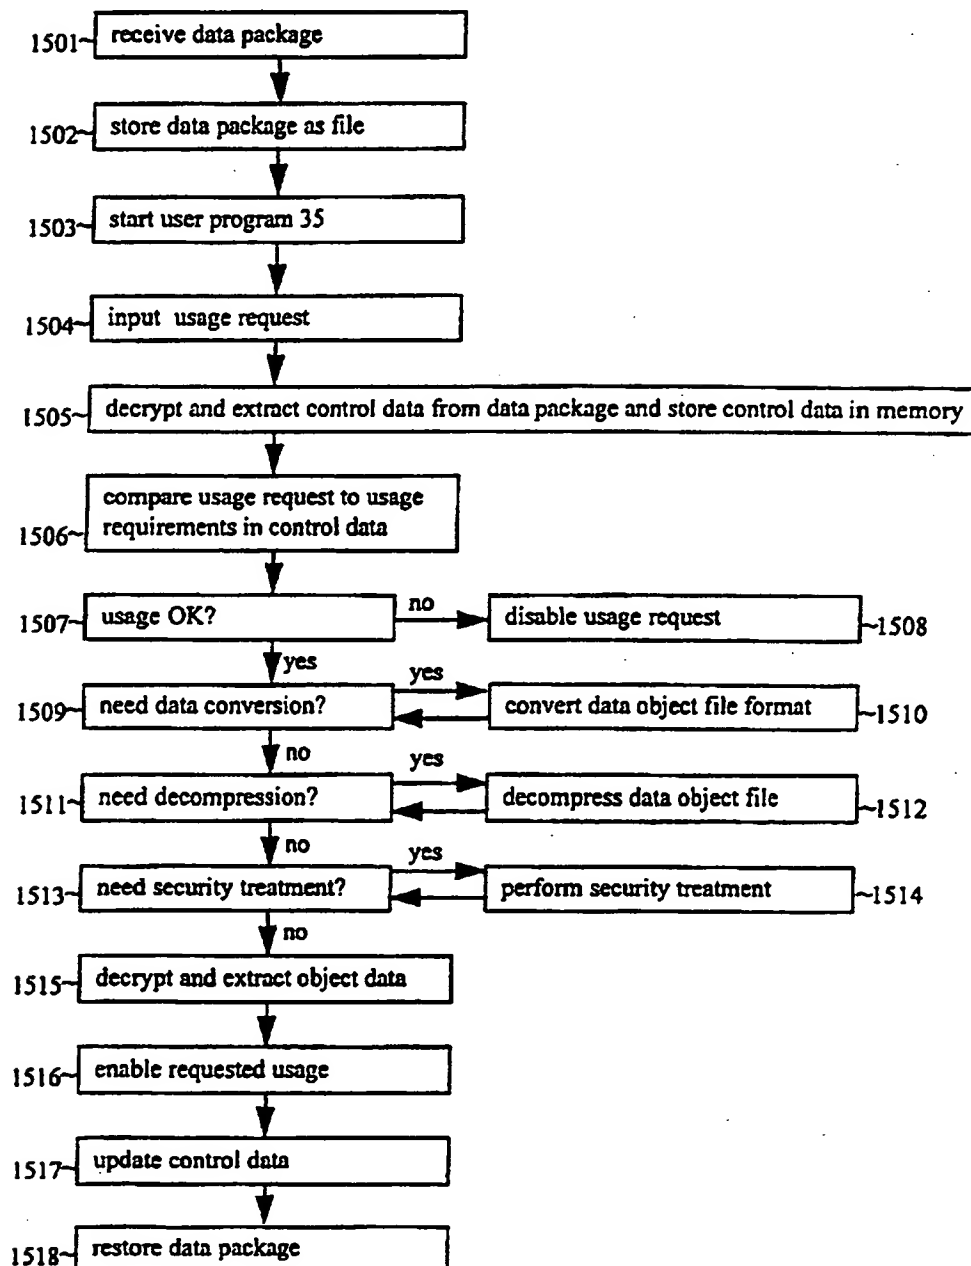 1501 receive data package
1502 store data package as file
1503 start user program 35
1504 input usage request
1505 decrypt and extract control data from data package and store control data in memory
compare usage request to usage
1506 requirements in control data
1507 usage OK? no disable usage request 1508
yes
1509 need data conversion? yes convert data object file format 1510
no
1511 need decompression? yes decompress data object file 1512
no
1513 need security treatment? yes perform security treatment 1514
no
1515 decrypt and extract object data
1516 enable requested usage
1517 update control data
1518 restore data package